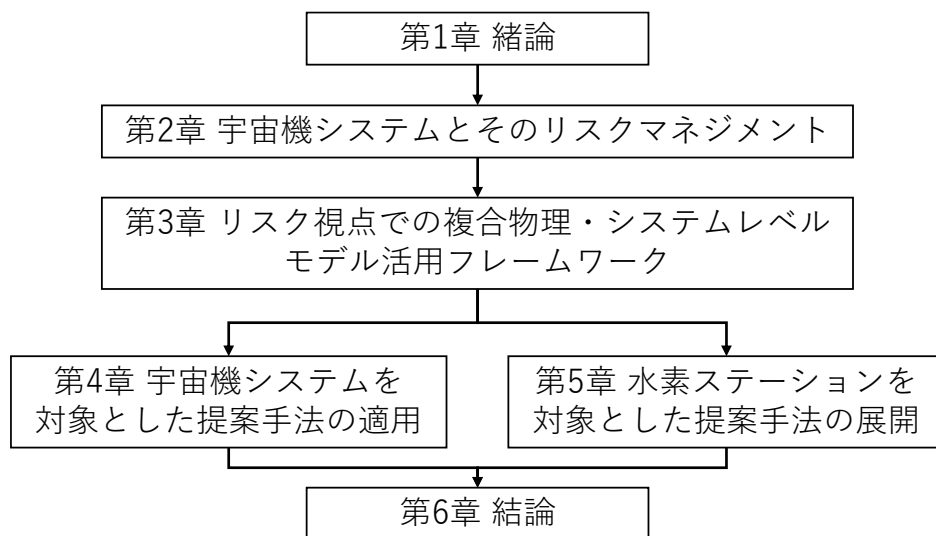 第1章 緒論
第2章 宇宙機システムとそのリスクマネジメント
第3章 リスク視点での複合物理・システムレベル
モデル活用フレームワーク
第4章 宇宙機システムを
対象とした提案手法の適用
第5章 水素ステーションを
対象とした提案手法の展開
第6章 結論